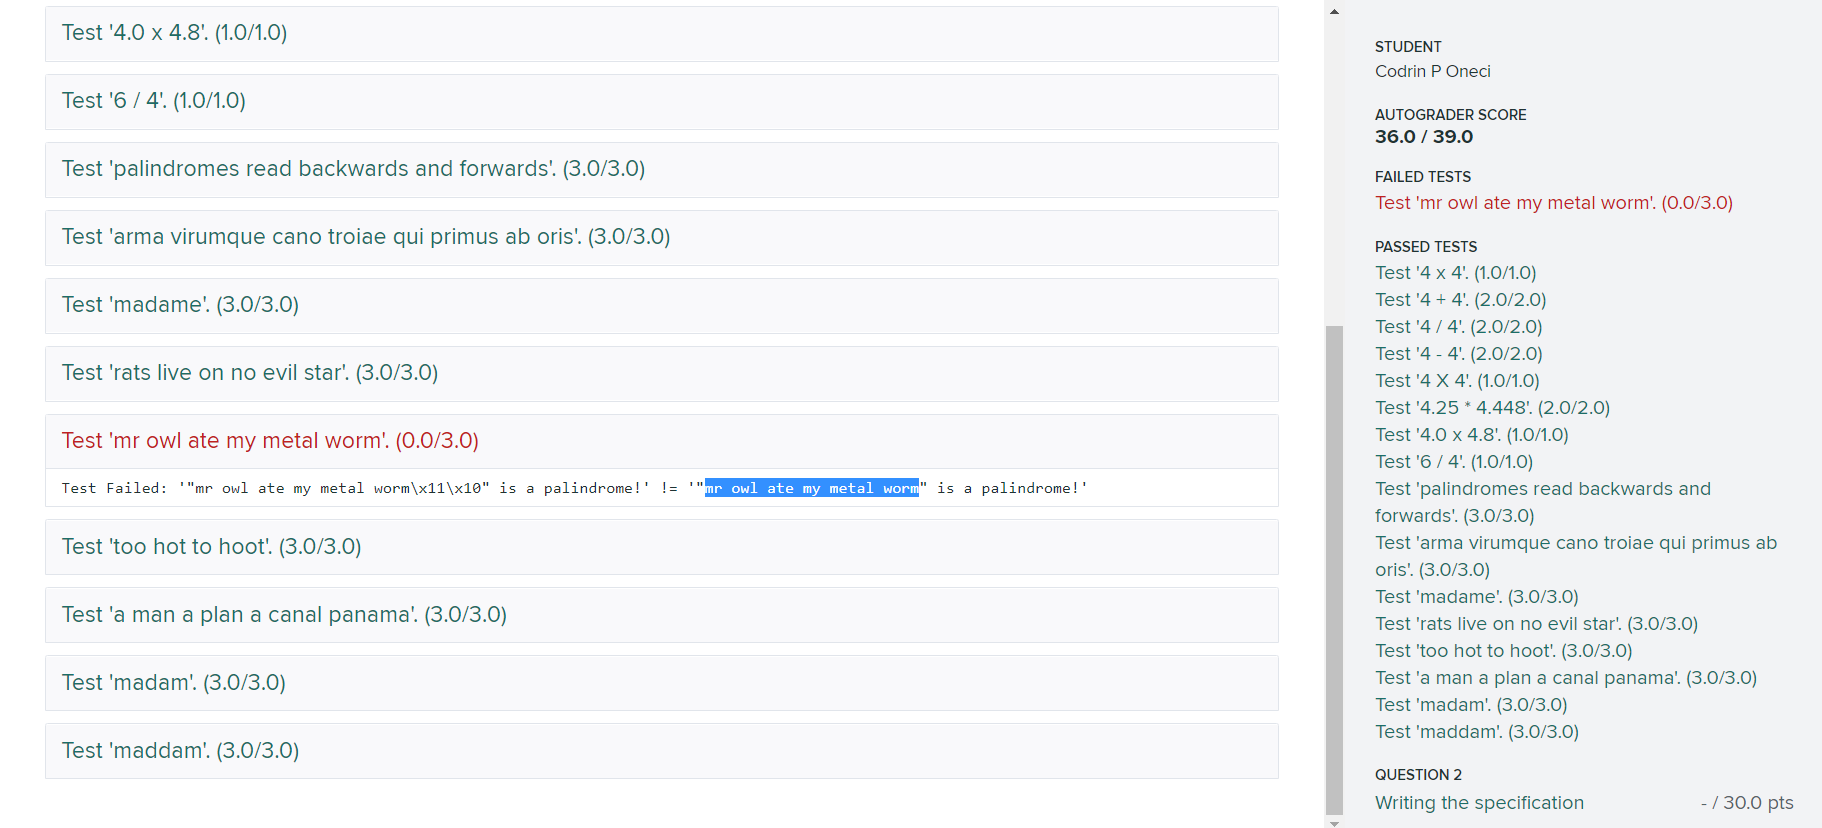 Test '4.0 x 4.8'. (1.0/1.0)
Test '6 / 4'. (1.0/1.0)
Test 'palindromes read backwards and forwards'. (3.0/3.0)
Test 'arma virumque cano troiae qui primus ab oris'. (3.0/3.0)
Test 'madame'. (3.0/3.0)
Test 'rats live on no evil star'. (3.0/3.0)
Test 'mr owl ate my metal worm'. (0.0/3.0)
Test Failed: '"mr owl ate my metal worm\x11\x10" is a palindrome!' != '"mr owl ate my metal worm" is a palindrome!'
Test 'too hot to hoot'. (3.0/3.0)
Test 'a man a plan a canal panama'. (3.0/3.0)
Test 'madam'. (3.0/3.0)
Test 'maddam'. (3.0/3.0)
STUDENT
Codrin P Oneci
AUTOGRADER SCORE
36.0 / 39.0
FAILED TESTS
Test 'mr owl ate my metal worm'. (0.0/3.0)
PASSED TESTS
Test '4 x 4'. (1.0/1.0)
Test '4 + 4'. (2.0/2.0)
Test '4 / 4'. (2.0/2.0)
Test '4 - 4'. (2.0/2.0)
Test '4 X 4'. (1.0/1.0)
Test '4.25 * 4.448'. (2.0/2.0)
Test '4.0 x 4.8'. (1.0/1.0)
Test '6 / 4'. (1.0/1.0)
Test 'palindromes read backwards and
forwards'. (3.0/3.0)
Test 'arma virumque cano troiae qui primus ab
oris'. (3.0/3.0)
Test 'madame'. (3.0/3.0)
Test 'rats live on no evil star'. (3.0/3.0)
Test 'too hot to hoot'. (3.0/3.0)
Test 'a man a plan a canal panama'. (3.0/3.0)
Test 'madam'. (3.0/3.0)
Test 'maddam'. (3.0/3.0)
QUESTION 2
Writing the specification - / 30.0 pts